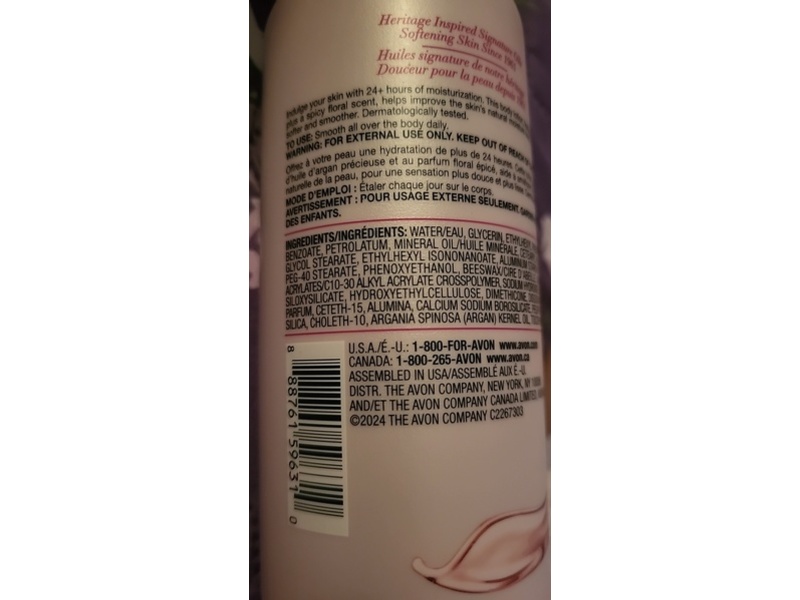 Heritage Inspired Signature
Softening Skin Since
Huiles signature de notre
Douceur pour la peau depuis
Indulge your skin with 24+ hours of moisturization. This body
plus a spicy floral scent, helps improve the skin's natural
softer and smoother. Dermatologically tested.
TO USE: Smooth all over the body daily.
WARNING: FOR EXTERNAL USE ONLY. KEEP OUT OF REACH
Offrez à votre peau une hydratation de plus de 24 heures.
d'huile d'argan précieuse et au parfum floral épicé, aide à
naturelle de la peau, pour une sensation plus douce et plus
MODE D'EMPLOI : Étaler chaque jour sur le corps.
AVERTISSEMENT : POUR USAGE EXTERNE SEULEMENT.
DES ENFANTS.
INGREDIENTS/INGRÉDIENTS: WATER/EAU, GLYCERIN,
BENZOATE, PETROLATUM, MINERAL OIL/HUILE MINÉRALE,
GLYCOL STEARATE, ETHYLHEXYL ISONONANOATE, ALUMINUM
PEG-40 STEARATE, PHENOXYETHANOL, BEESWAX/CIRE
ACRYLATES/C10-30 ALKYL ACRYLATE CROSSPOLYMER, SODIUM
SILOXYSILICATE, HYDROXYETHYLCELLULOSE, DIMETHICONE,
PARFUM, CETETH-15, ALUMINA, CALCIUM SODIUM BOROSILICATE,
SILICA, CHOLETH-10, ARGANIA SPINOSA (ARGAN) KERNEL OIL,
U.S.A./É.-U.: 1-800-FOR-AVON www.avon.com
CANADA: 1-800-265-AVON www.avon.ca
ASSEMBLED IN USA/ASSEMBLÉ AUX É.-U.
DISTR. THE AVON COMPANY, NEW YORK, NY
AND/ET THE AVON COMPANY CANADA LIMITED,
©2024 THE AVON COMPANY C2267303
8 88761 59631 0